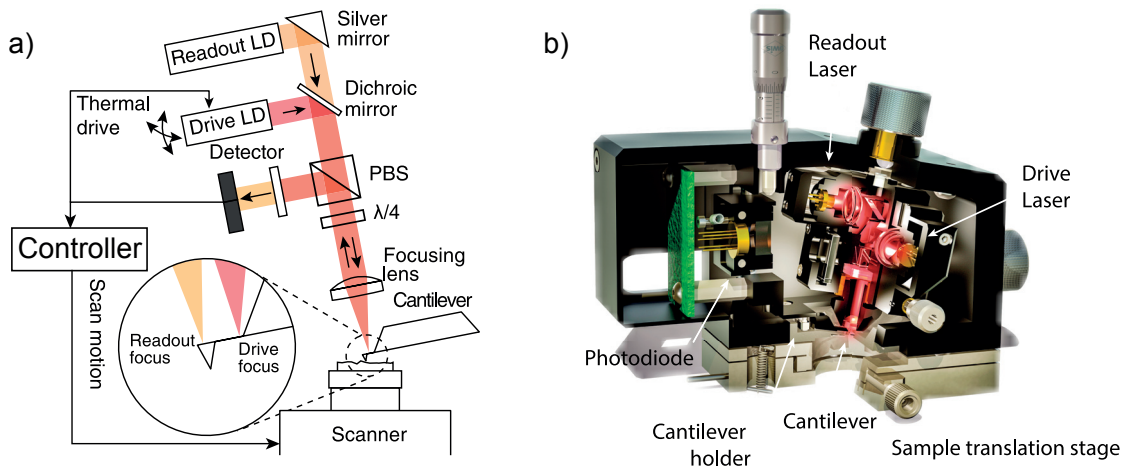 a)
Silver
mirror
Readout LD
Dichroic
mirror
Thermal
drive
Drive LD
Detector
PBS
λ/4
Controller
Focusing
lens
Cantilever
Scan motion
Readout
focus
Drive
focus
Scanner
b)
Readout
Laser
Drive
Laser
Photodiode
Cantilever
holder
Cantilever
Sample translation stage